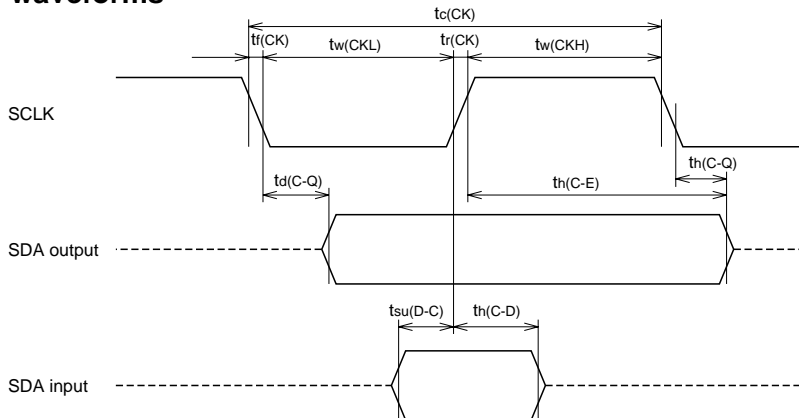 waveforms
tc(CK)
tf(CK) tw(CKL) tr(CK) tw(CKH)
SCLK
th(C-Q)
td(C-Q) th(C-E)
SDA output
tsu(D-C) th(C-D)
SDA input